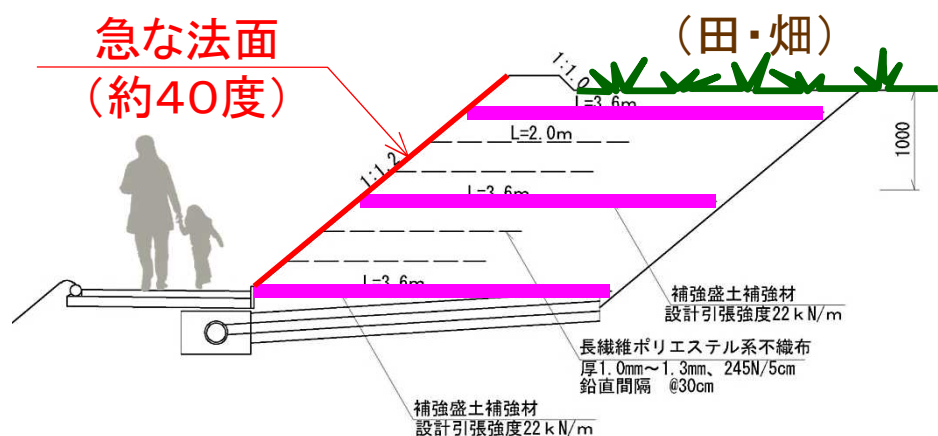 急な法面
(約40度)
(田・畑)
1:1.0
L=3.6m
L=2.0m
1000
1:1.2
L=3.6m
L=3.6m
補強盛土補強材
設計引張強度22kN/m
長繊維ポリエステル系不織布
厚1.0mm～1.3mm、245N/5cm
鉛直間隔 @30cm
補強盛土補強材
設計引張強度22kN/m